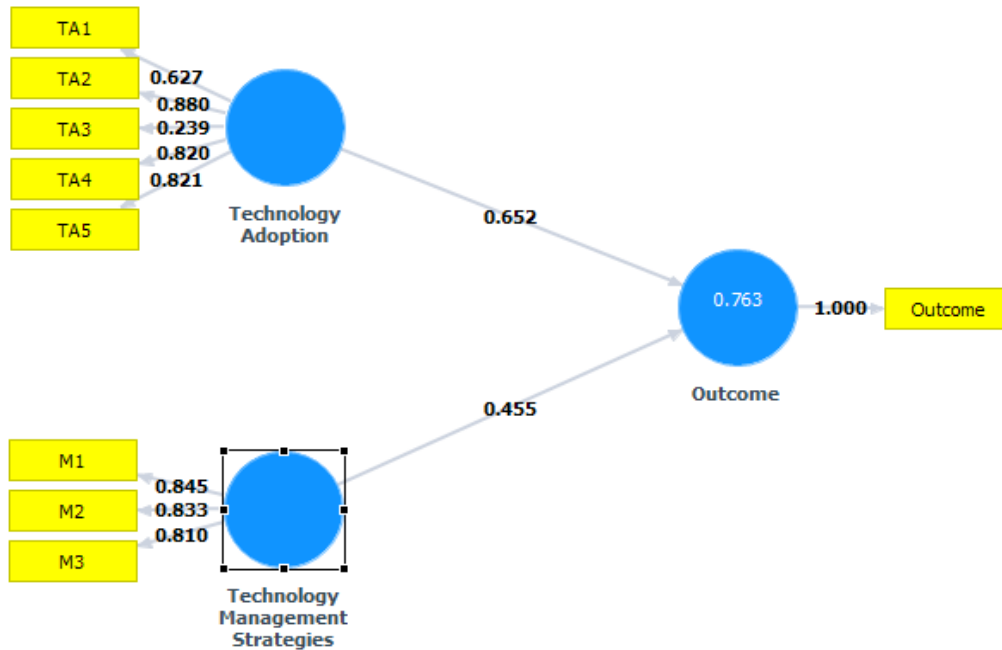 TA1
TA2
TA3
TA4
TA5
0.627
0.880
0.239
0.820
0.821
Technology
Adoption
0.652
0.763
1.000
Outcome
Outcome
0.455
M1
M2
M3
0.845
0.833
0.810
Technology
Management
Strategies